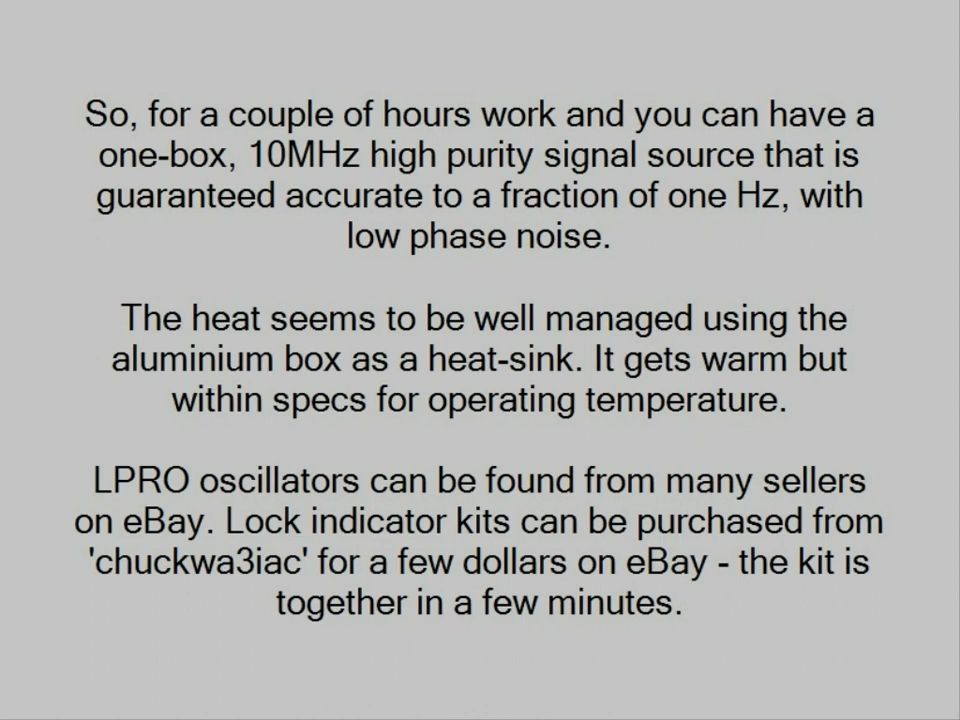 So, for a couple of hours work and you can have a
one-box, 10MHz high purity signal source that is
guaranteed accurate to a fraction of one Hz, with
low phase noise.
The heat seems to be well managed using the
aluminium box as a heat-sink. It gets warm but
within specs for operating temperature.
LPRO oscillators can be found from many sellers
on eBay. Lock indicator kits can be purchased from
'chuckwa3iac' for a few dollars on eBay - the kit is
together in a few minutes.